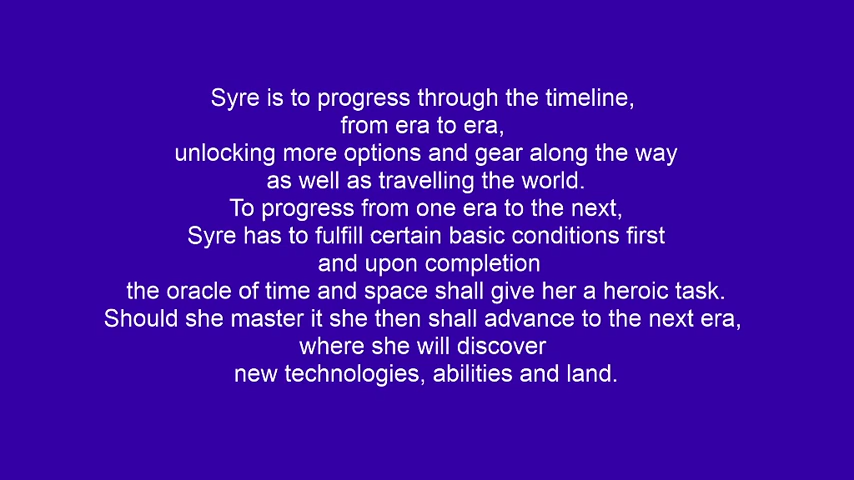 Syre is to progress through the timeline,
from era to era,
unlocking more options and gear along the way
as well as travelling the world.
To progress from one era to the next,
Syre has to fulfill certain basic conditions first
and upon completion
the oracle of time and space shall give her a heroic task.
Should she master it she then shall advance to the next era,
where she will discover
new technologies, abilities and land.